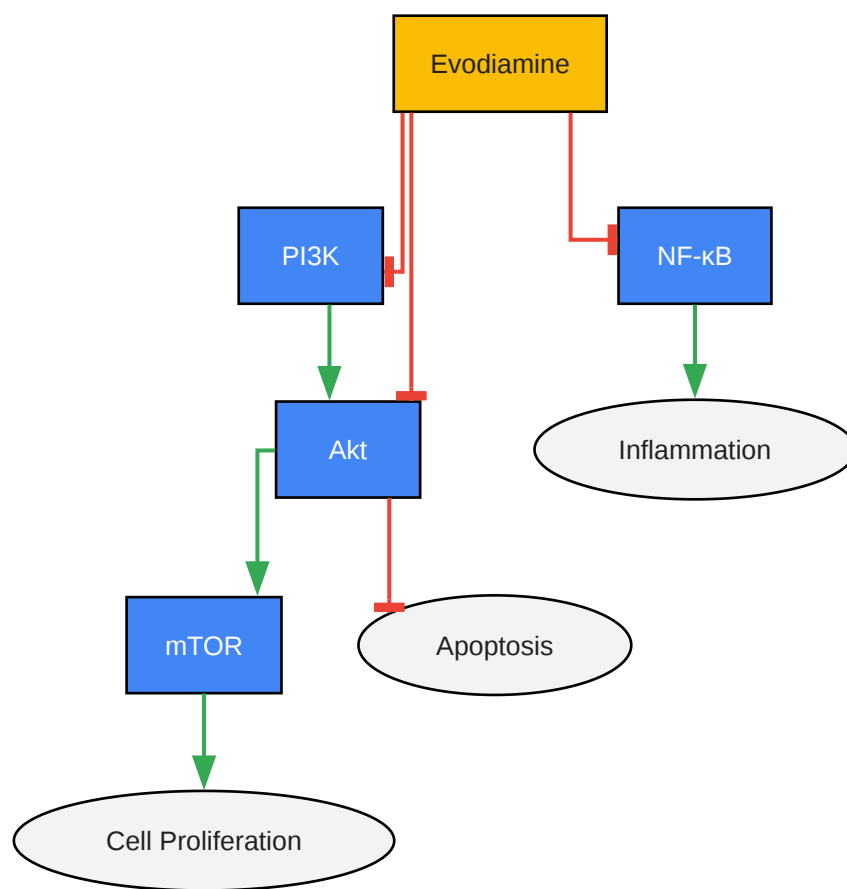 Evodiamine
PI3K
NF-κB
Akt
Inflammation
mTOR
Apoptosis
Cell Proliferation